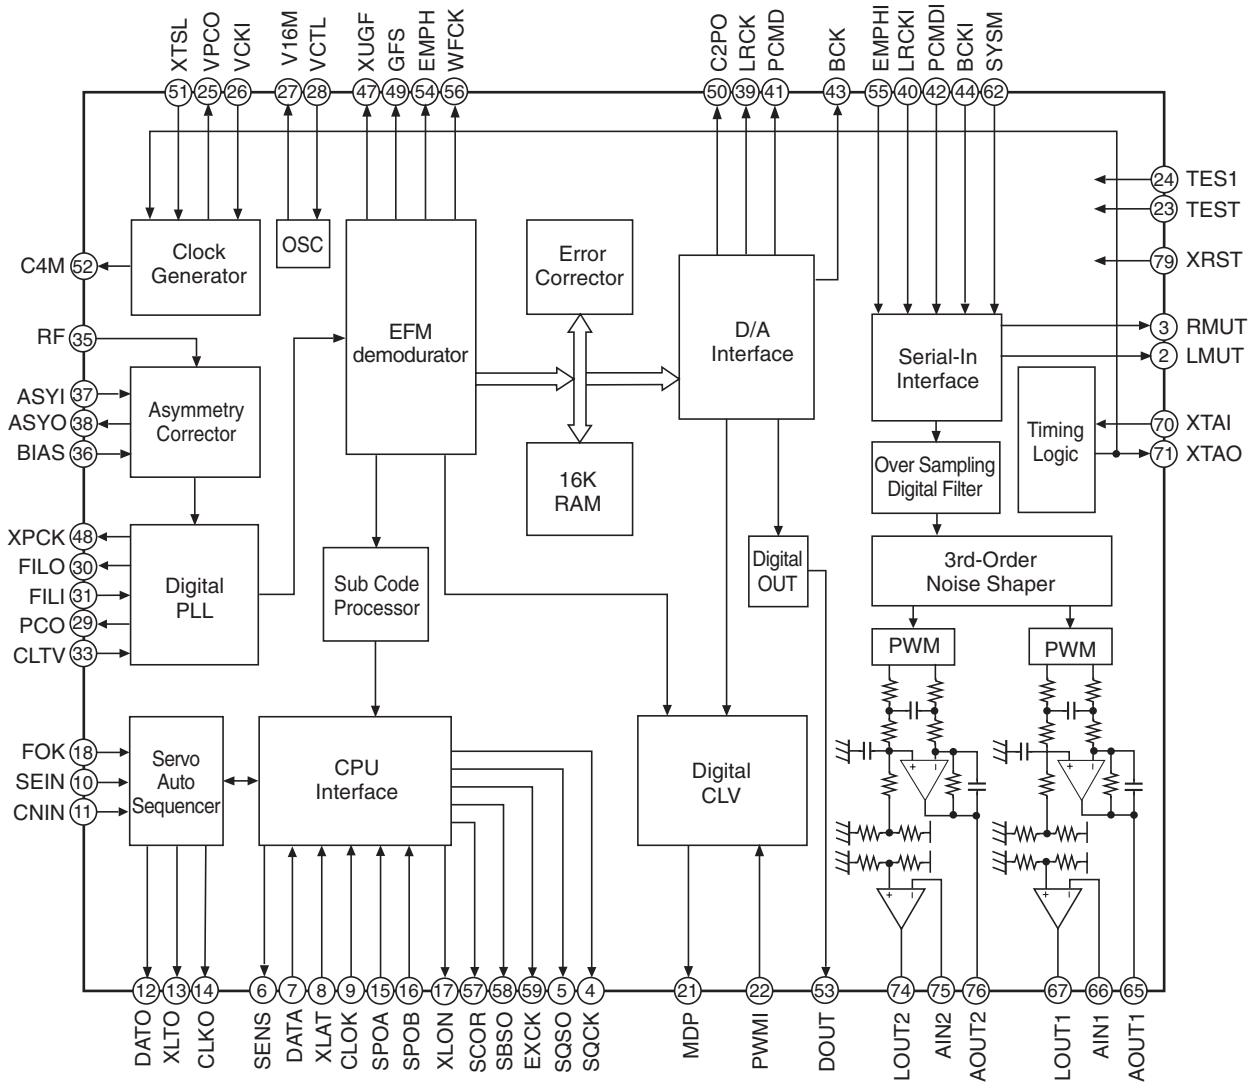 XTSL
VPCO
VCKI
V16M
VCTL
XUGF
GFS
EMPH
WFCK
C2PO
LRCK
PCMD
BCK
EMPHI
LRCKI
PCMDI
BCKI
SYSM
51
25
26
27
28
47
49
54
56
50
39
41
43
55
40
42
44
62
24 TES1
23 TEST
79 XRST
3 RMUT
2 LMUT
70 XTAI
71 XTAO
C4M 52
RF 35
ASYI 37
ASYO 38
BIAS 36
XPCK 48
FILO 30
FILI 31
PCO 29
CLTV 33
FOK 18
SEIN 10
CNIN 11
Clock
Generator
OSC
EFM
demodurator
Error
Corrector
D/A
Interface
Serial-In
Interface
Timing
Logic
Asymmetry
Corrector
16K
RAM
Over Sampling
Digital Filter
Digital
PLL
Sub Code
Processor
Digital
OUT
3rd-Order
Noise Shaper
PWM
PWM
Servo
Auto
Sequencer
CPU
Interface
Digital
CLV
+ −
+ −
+ −
+ −
12
13
14
6
7
8
9
15
16
17
57
58
59
5
4
21
22
53
74
75
76
67
66
65
DATO
XLTO
CLKO
SENS
DATA
XLAT
CLOK
SPOA
SPOB
XLON
SCOR
SBSO
EXCK
SQSO
SQCK
MDP
PWMI
DOUT
LOUT2
AIN2
AOUT2
LOUT1
AIN1
AOUT1